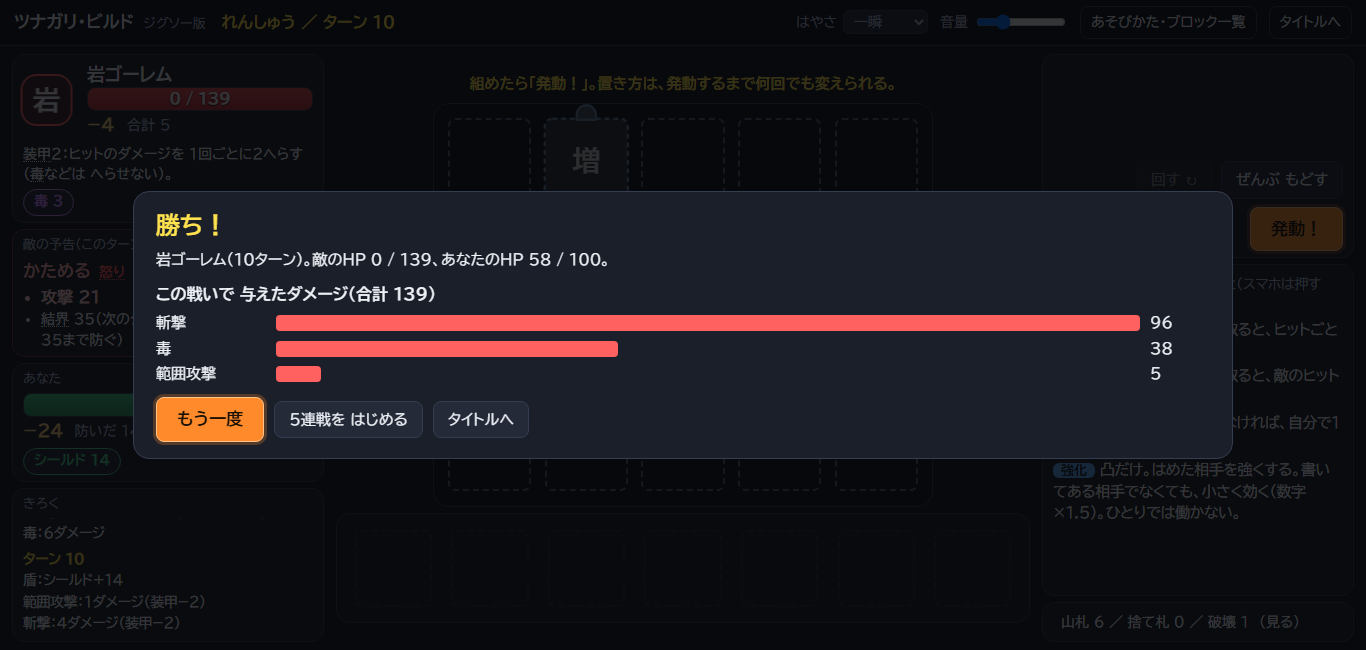 ツナガリ・ビルド ジグソー版 れんしゅう ／ ターン 10
はやさ 一瞬 音量 あそびかた・ブロック一覧 タイトルへ
岩
岩ゴーレム
0 / 139
−4 合計 5
装甲2：ヒットのダメージを 1回ごとに2へらす
（毒などは へらせない）。
毒 3
敵の予告（このター
かためる 怒り
• 攻撃 21
• 結界 35（次の
35まで防ぐ）
あなた
−24 防いだ 14
シールド 14
きろく
毒：6ダメージ
ターン 10
盾：シールド+14
範囲攻撃：1ダメージ（装甲−2）
斬撃：4ダメージ（装甲−2）
組めたら「発動！」。置き方は、発動するまで何回でも変えられる。
増
勝ち！
岩ゴーレム（10ターン）。敵のHP 0 / 139、あなたのHP 58 / 100。
この戦いで 与えたダメージ（合計 139）
斬撃 96
毒 38
範囲攻撃 5
もう一度 5連戦を はじめる タイトルへ
回す ↻ ぜんぶ もどす
発動！
（スマホは押す
ると、ヒットごと
ると、敵のヒット
ければ、自分で1
強化 凸だけ。はめた相手を強くする。書い
てある相手でなくても、小さく効く（数字
×1.5）。ひとりでは働かない。
山札 6 ／ 捨て札 0 ／ 破壊 1 （見る）